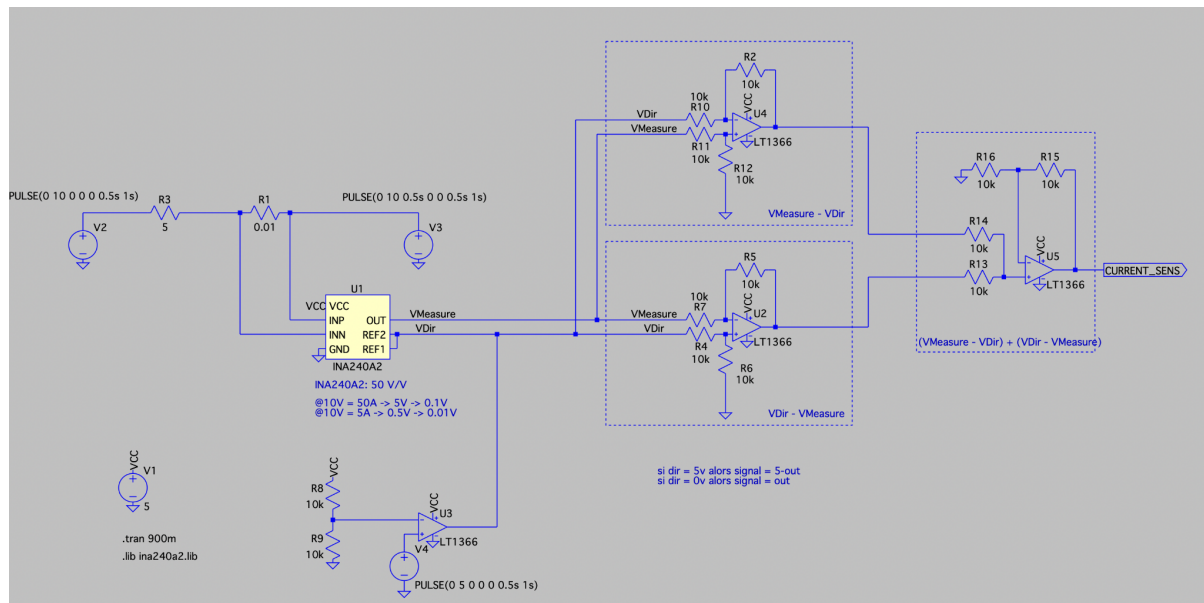 R2
10k
VCC
U4
LT1366
10k
R10
VDir
VMeasure
R11
10k
R12
10k
VMeasure - VDir
R16
10k
R15
10k
R14
10k
VCC
U5
R13
10k
LT1366
CURRENT_SENS
(VMeasure - VDir) + (VDir - VMeasure)
PULSE(0 10 0 0 0 0.5s 1s)
R3
5
R1
0.01
PULSE(0 10 0.5s 0 0 0.5s 1s)
V2
V3
U1
VCC
VCC
INP
OUT
INN
REF2
GND
REF1
INA240A2
VMeasure
VDir
INA240A2: 50 V/V
@10V = 50A -> 5V -> 0.1V
@10V = 5A -> 0.5V -> 0.01V
R5
10k
VCC
U2
LT1366
10k
R7
VMeasure
VDir
R4
10k
R6
10k
VDir - VMeasure
si dir = 5v alors signal = 5-out
si dir = 0v alors signal = out
VCC
V1
5
.tran 900m
.lib ina240a2.lib
VCC
R8
10k
R9
10k
VCC
U3
LT1366
V4
PULSE(0 5 0 0 0 0.5s 1s)